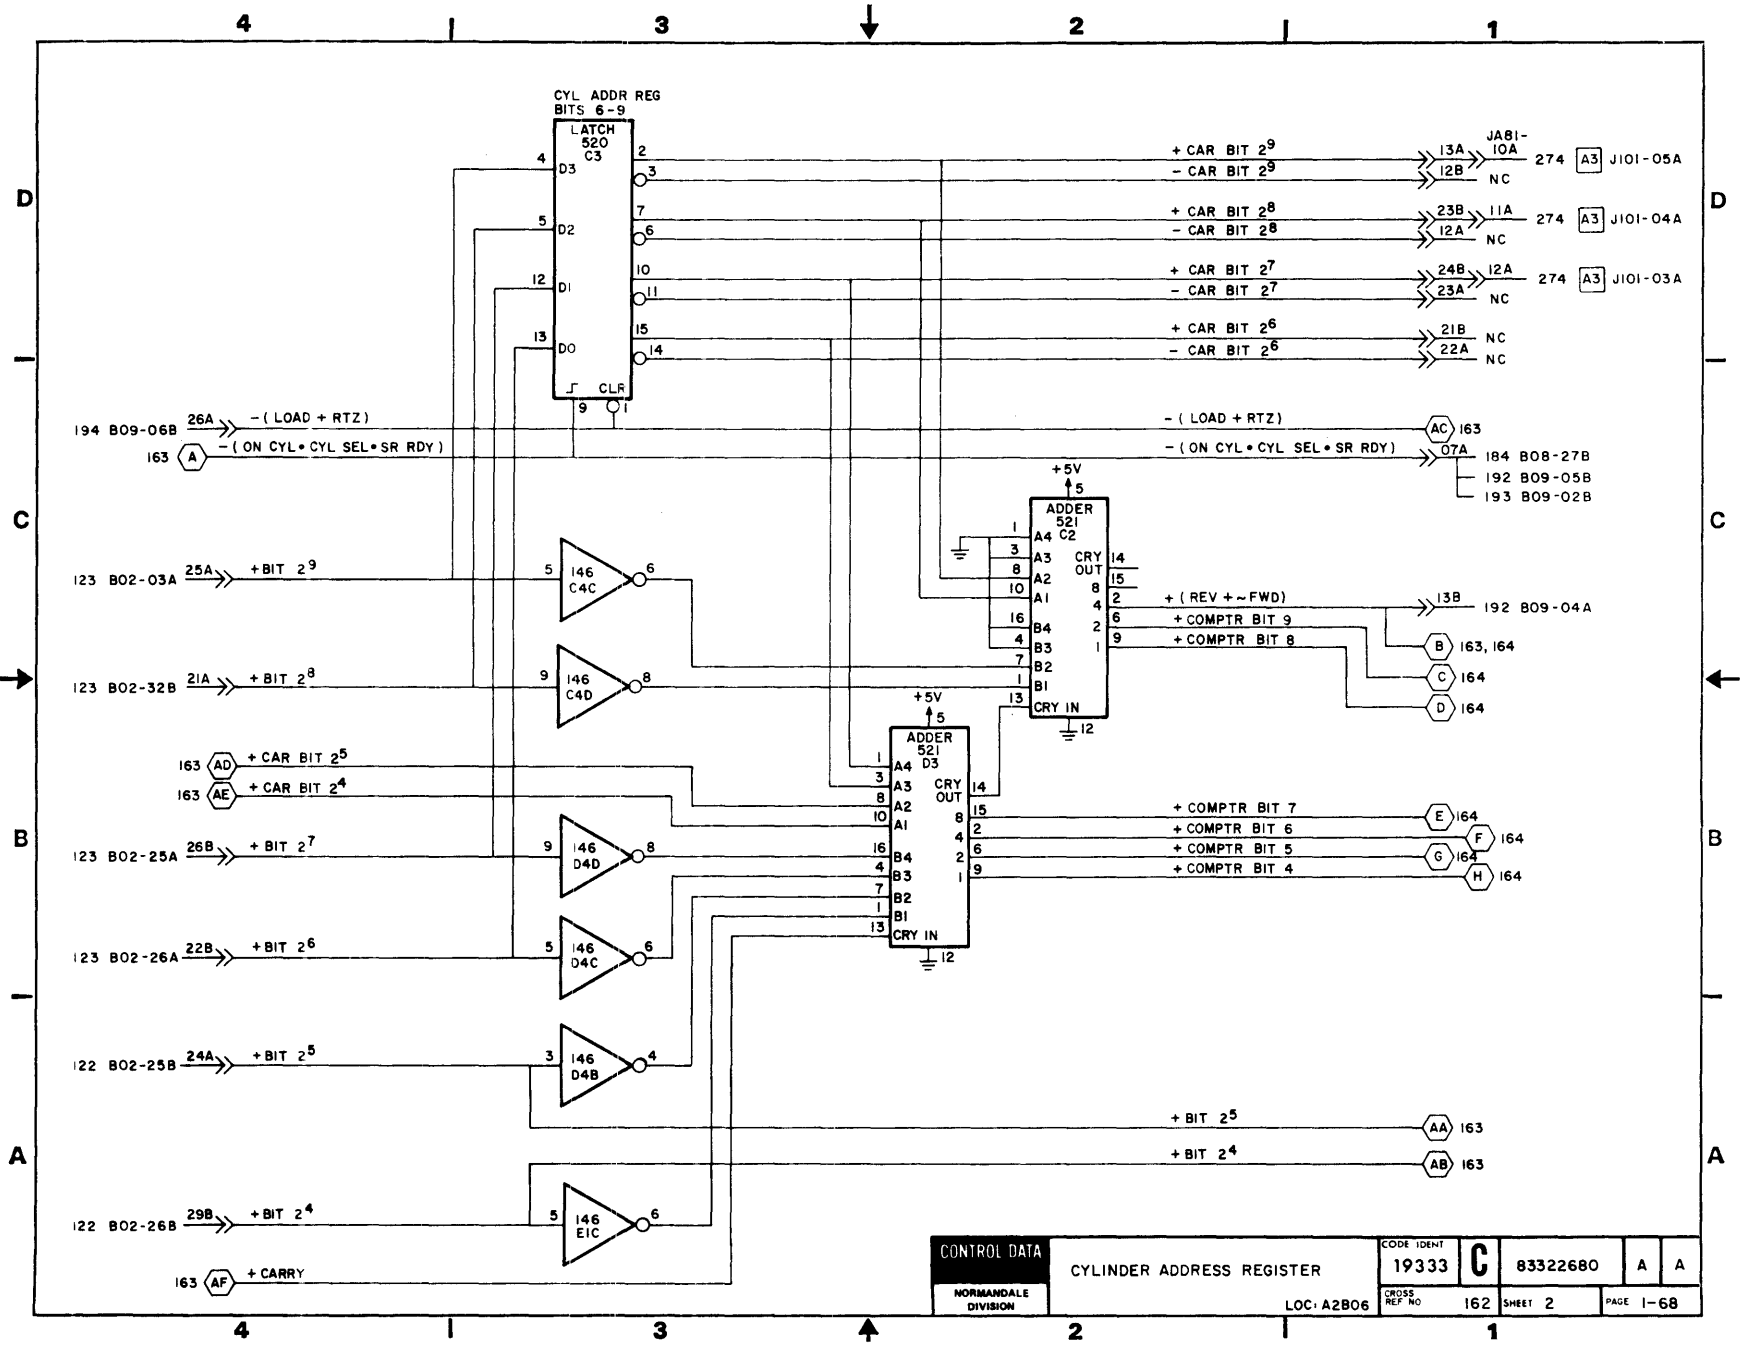 4 3 2 1
CYL ADDR REG
BITS 6-9
LATCH
520
C3
4 D3 2
3
5 D2 7
6
12 D1 10
11
13 D0 15
14
CLR
9 1
+ CAR BIT 2⁹ 13A JA81-10A 274 A3 J101-05A
- CAR BIT 2⁹ 12B NC
+ CAR BIT 2⁸ 23B 11A 274 A3 J101-04A
- CAR BIT 2⁸ 12A NC
+ CAR BIT 2⁷ 24B 12A 274 A3 J101-03A
- CAR BIT 2⁷ 23A NC
+ CAR BIT 2⁶ 21B NC
- CAR BIT 2⁶ 22A NC
D D
194 B09-06B 26A -(LOAD + RTZ) -(LOAD + RTZ) AC 163
163 A -(ON CYL•CYL SEL•SR RDY) -(ON CYL•CYL SEL•SR RDY) 07A 184 B08-27B
192 B09-05B
193 B09-02B
C C
+5V
5
ADDER
521
C2
1 A4
3 A3
8 A2
10 A1
16 B4
4 B3
7 B2
1 B1
13 CRY IN
CRY OUT 14
8 15
4 2
2 6
1 9
12
+ (REV + ~FWD) 13B 192 B09-04A
+ COMPTR BIT 9
+ COMPTR BIT 8
B 163, 164
C 164
D 164
123 B02-03A 25A +BIT 2⁹ 5 146 C4C 6
123 B02-32B 21A +BIT 2⁸ 9 146 C4D 8
163 AD + CAR BIT 2⁵
163 AE + CAR BIT 2⁴
+5V
5
ADDER
521
D3
1 A4
3 A3
8 A2
10 A1
16 B4
4 B3
7 B2
1 B1
13 CRY IN
CRY OUT 14
8 15
4 2
2 6
1 9
12
+ COMPTR BIT 7 E 164
+ COMPTR BIT 6 F 164
+ COMPTR BIT 5 G 164
+ COMPTR BIT 4 H 164
B B
123 B02-25A 26B + BIT 2⁷ 9 146 D4D 8
123 B02-26A 22B +BIT 2⁶ 5 146 D4C 6
122 B02-25B 24A +BIT 2⁵ 3 146 D4B 4
+ BIT 2⁵ AA 163
+ BIT 2⁴ AB 163
A A
122 B02-26B 29B +BIT 2⁴ 5 146 E1C 6
163 AF + CARRY
CONTROL DATA
NORMANDALE
DIVISION
CYLINDER ADDRESS REGISTER
LOC: A2B06
CODE IDENT
19333 C 83322680 A A
CROSS
REF NO 162 SHEET 2 PAGE 1-68
4 3 2 1